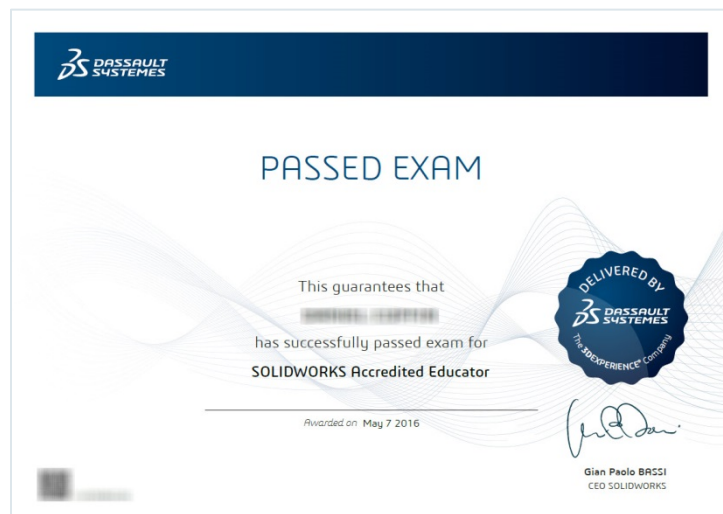 DASSAULT
SYSTEMES
PASSED EXAM
This guarantees that
has successfully passed exam for
SOLIDWORKS Accredited Educator
Awarded on May 7 2016
DELIVERED BY
DASSAULT
SYSTEMES
The 3DEXPERIENCE® Company
Gian Paolo BASSI
CEO SOLIDWORKS